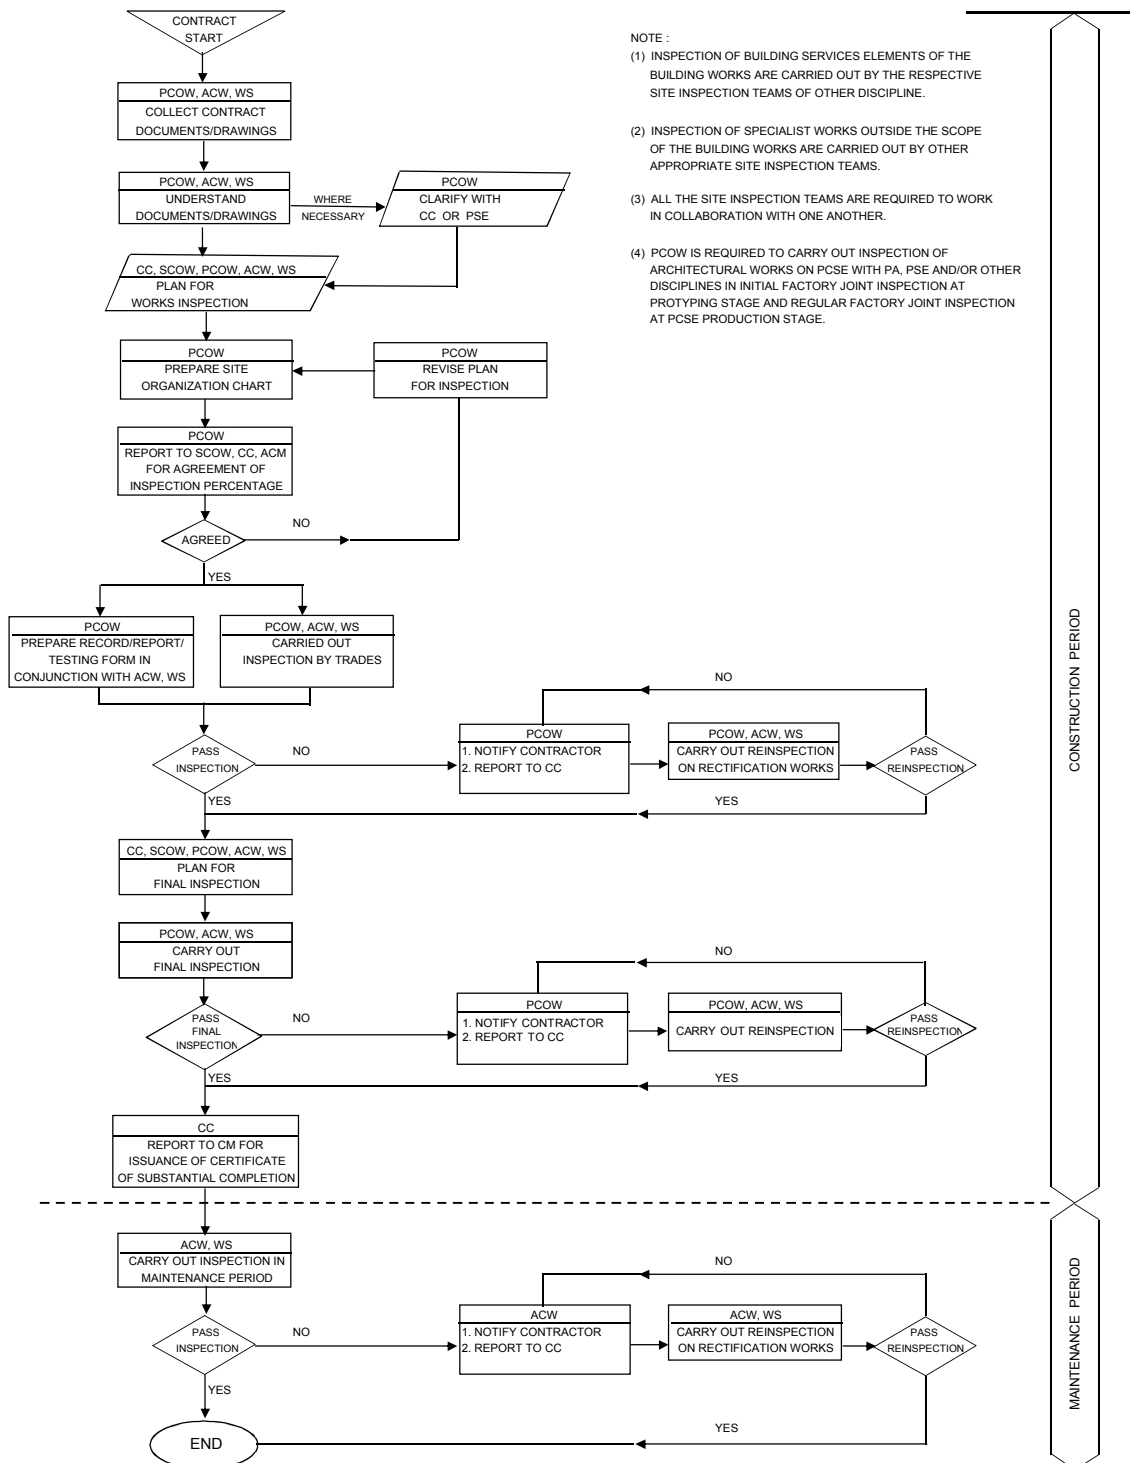 CONTRACT
START
PCOW, ACW, WS
COLLECT CONTRACT
DOCUMENTS/DRAWINGS
PCOW, ACW, WS
UNDERSTAND
DOCUMENTS/DRAWINGS
WHERE
NECESSARY
PCOW
CLARIFY WITH
CC OR PSE
CC, SCOW, PCOW, ACW, WS
PLAN FOR
WORKS INSPECTION
PCOW
PREPARE SITE
ORGANIZATION CHART
PCOW
REVISE PLAN
FOR INSPECTION
PCOW
REPORT TO SCOW, CC, ACM
FOR AGREEMENT OF
INSPECTION PERCENTAGE
AGREED
NO
YES
PCOW
PREPARE RECORD/REPORT/
TESTING FORM IN
CONJUNCTION WITH ACW, WS
PCOW, ACW, WS
CARRIED OUT
INSPECTION BY TRADES
PASS
INSPECTION
NO
YES
PCOW
1. NOTIFY CONTRACTOR
2. REPORT TO CC
PCOW, ACW, WS
CARRY OUT REINSPECTION
ON RECTIFICATION WORKS
PASS
REINSPECTION
NO
YES
CC, SCOW, PCOW, ACW, WS
PLAN FOR
FINAL INSPECTION
PCOW, ACW, WS
CARRY OUT
FINAL INSPECTION
PASS
FINAL
INSPECTION
NO
YES
PCOW
1. NOTIFY CONTRACTOR
2. REPORT TO CC
PCOW, ACW, WS
CARRY OUT REINSPECTION
PASS
REINSPECTION
NO
YES
CC
REPORT TO CM FOR
ISSUANCE OF CERTIFICATE
OF SUBSTANTIAL COMPLETION
ACW, WS
CARRY OUT INSPECTION IN
MAINTENANCE PERIOD
PASS
INSPECTION
NO
YES
ACW
1. NOTIFY CONTRACTOR
2. REPORT TO CC
ACW, WS
CARRY OUT REINSPECTION
ON RECTIFICATION WORKS
PASS
REINSPECTION
NO
YES
END
NOTE :
(1) INSPECTION OF BUILDING SERVICES ELEMENTS OF THE
BUILDING WORKS ARE CARRIED OUT BY THE RESPECTIVE
SITE INSPECTION TEAMS OF OTHER DISCIPLINE.
(2) INSPECTION OF SPECIALIST WORKS OUTSIDE THE SCOPE
OF THE BUILDING WORKS ARE CARRIED OUT BY OTHER
APPROPRIATE SITE INSPECTION TEAMS.
(3) ALL THE SITE INSPECTION TEAMS ARE REQUIRED TO WORK
IN COLLABORATION WITH ONE ANOTHER.
(4) PCOW IS REQUIRED TO CARRY OUT INSPECTION OF
ARCHITECTURAL WORKS ON PCSE WITH PA, PSE AND/OR OTHER
DISCIPLINES IN INITIAL FACTORY JOINT INSPECTION AT
PROTYPING STAGE AND REGULAR FACTORY JOINT INSPECTION
AT PCSE PRODUCTION STAGE.
CONSTRUCTION PERIOD
MAINTENANCE PERIOD